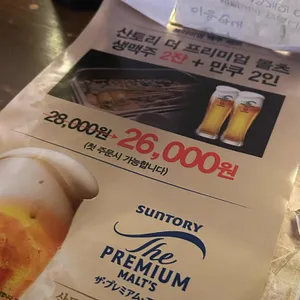 산토리 더 프리미엄 몰츠
생맥주 2잔 + 만쿠 2인
28,000원 ▶ 26,000원
(첫 주문시 가능합니다)
SUNTORY
The
PREMIUM
MALT'S
ザ・プレミアム・